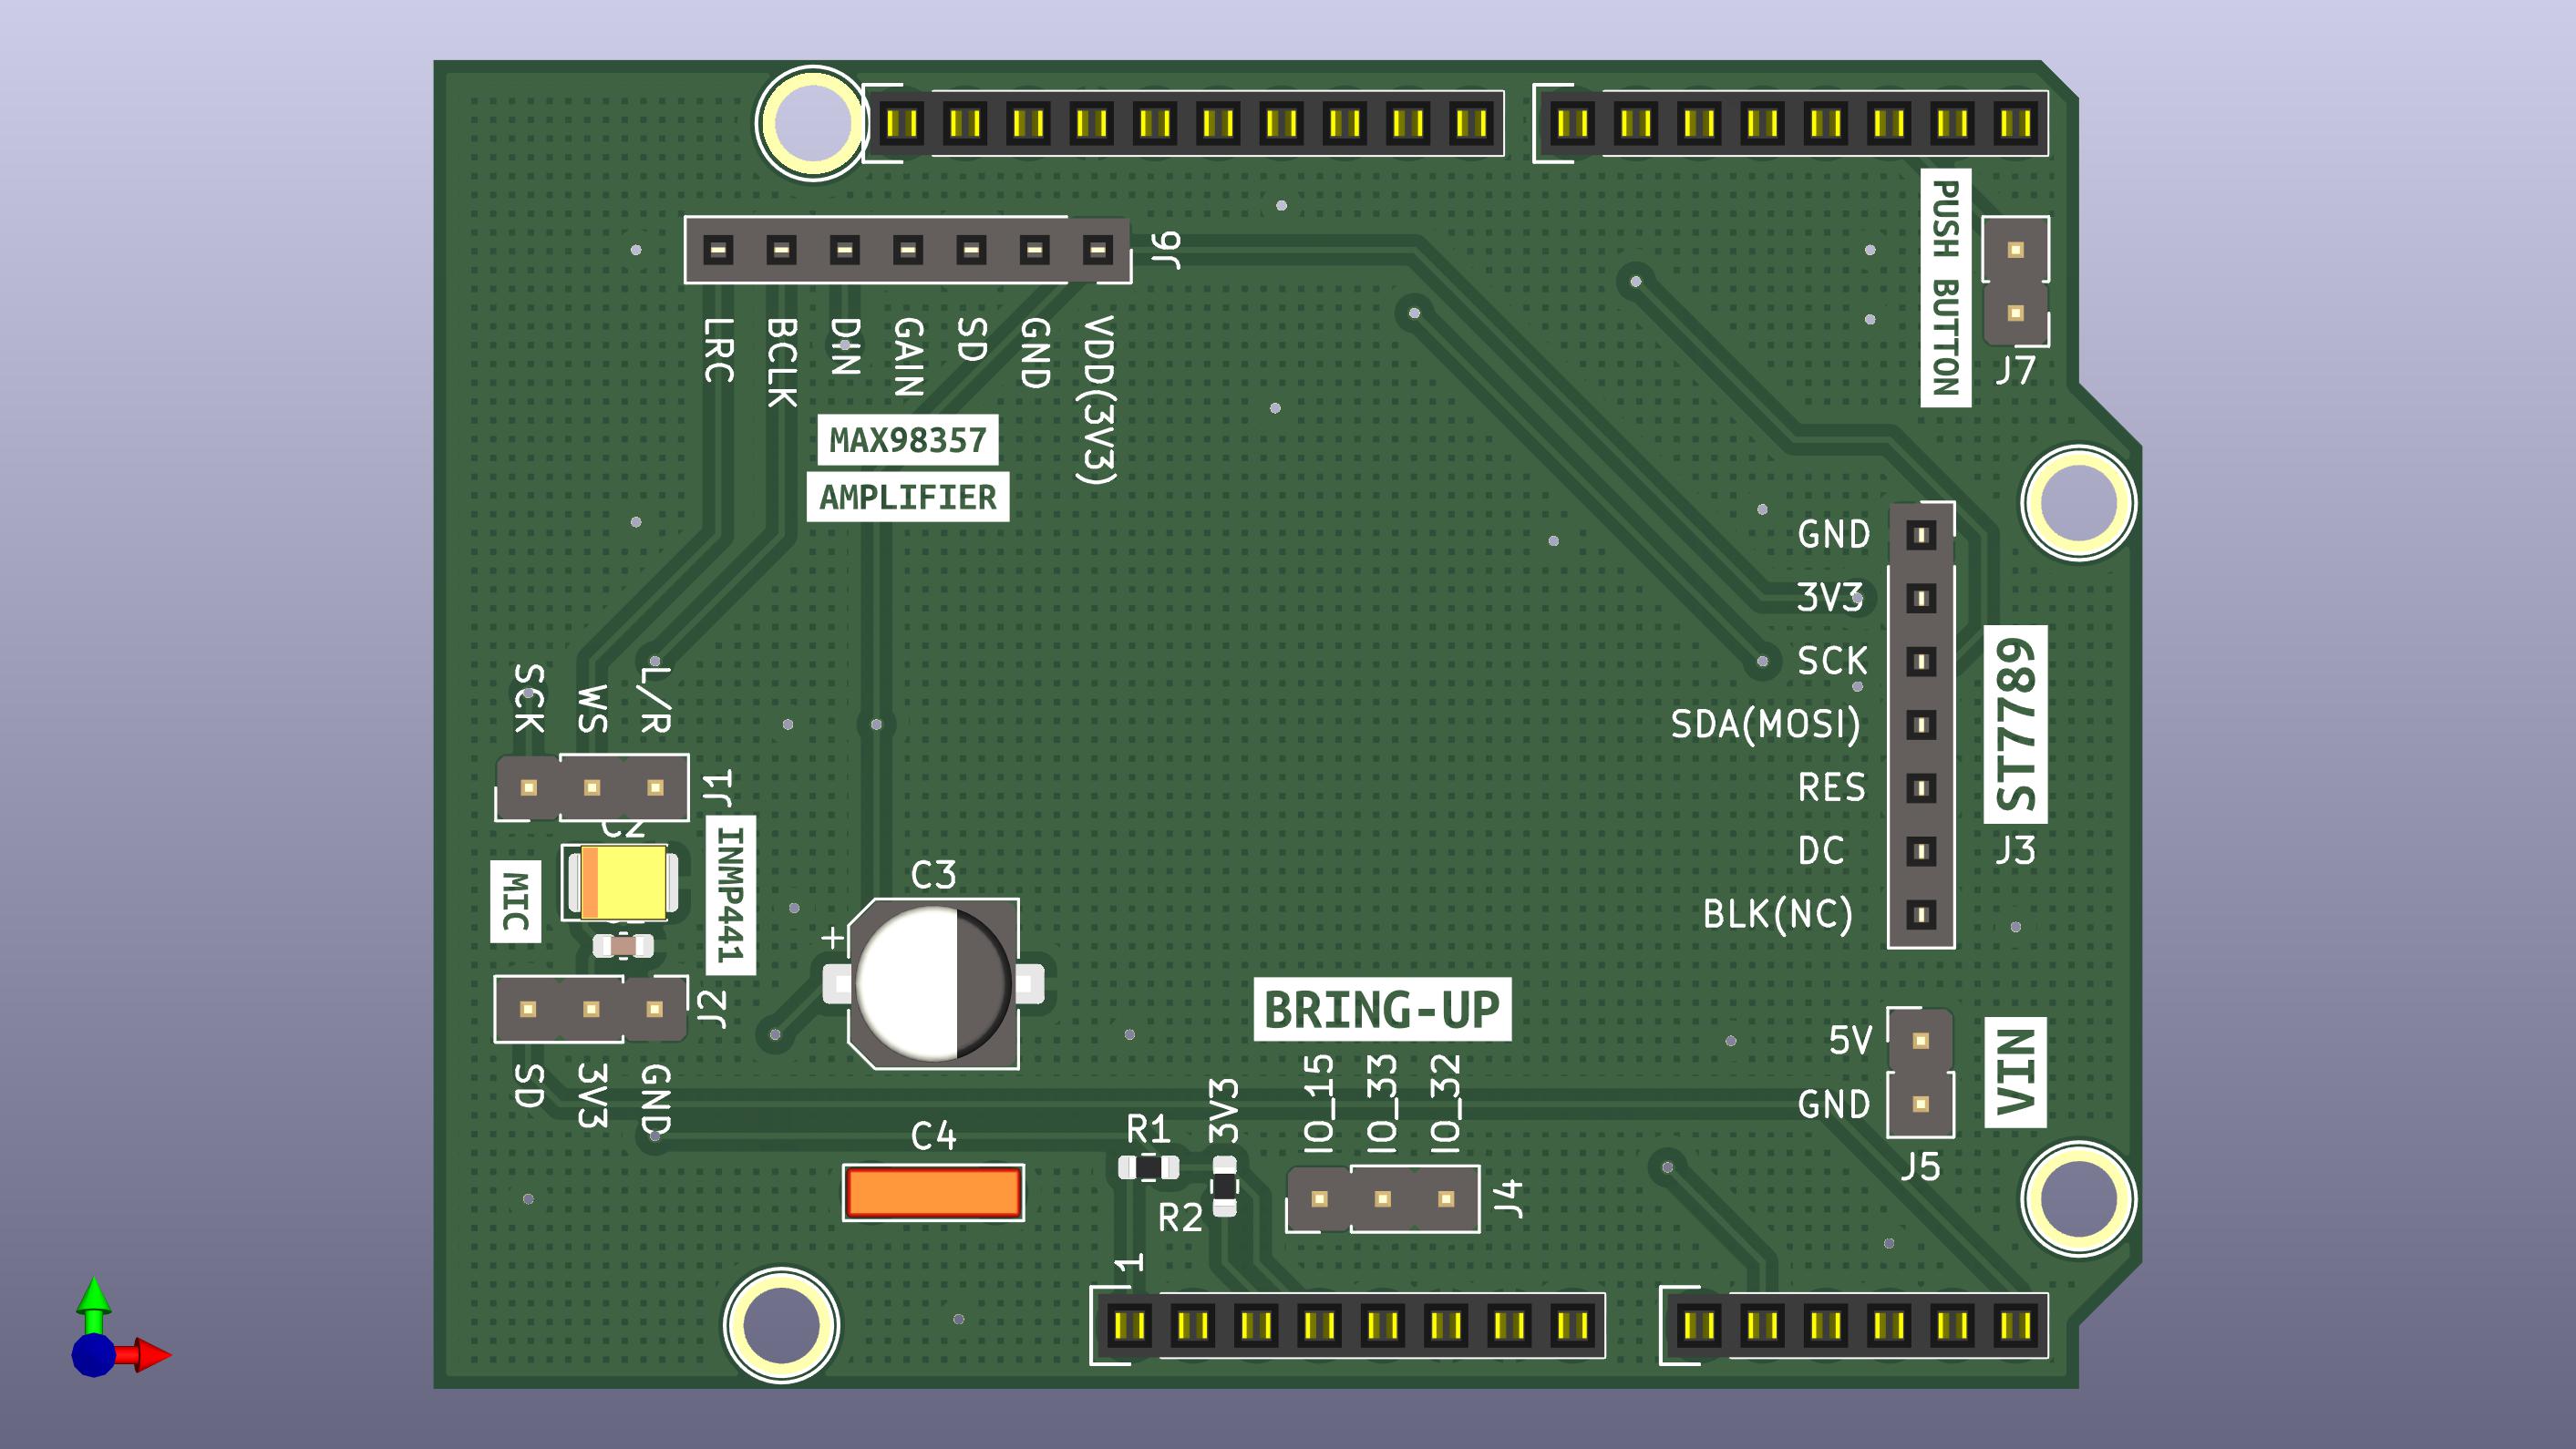 J6
PUSH BUTTON
J7
LRC
BCLK
DIN
GAIN
SD
GND
VDD(3V3)
MAX98357
AMPLIFIER
GND
3V3
SCK
SDA(MOSI)
RES
DC
BLK(NC)
ST7789
J3
SCK
WS
L/R
J1
C2
MIC
INMP441
J2
SD
3V3
GND
C3
+
C4
BRING-UP
3V3
IO_15
IO_33
IO_32
R1
R2
J4
1
5V
GND
VIN
J5